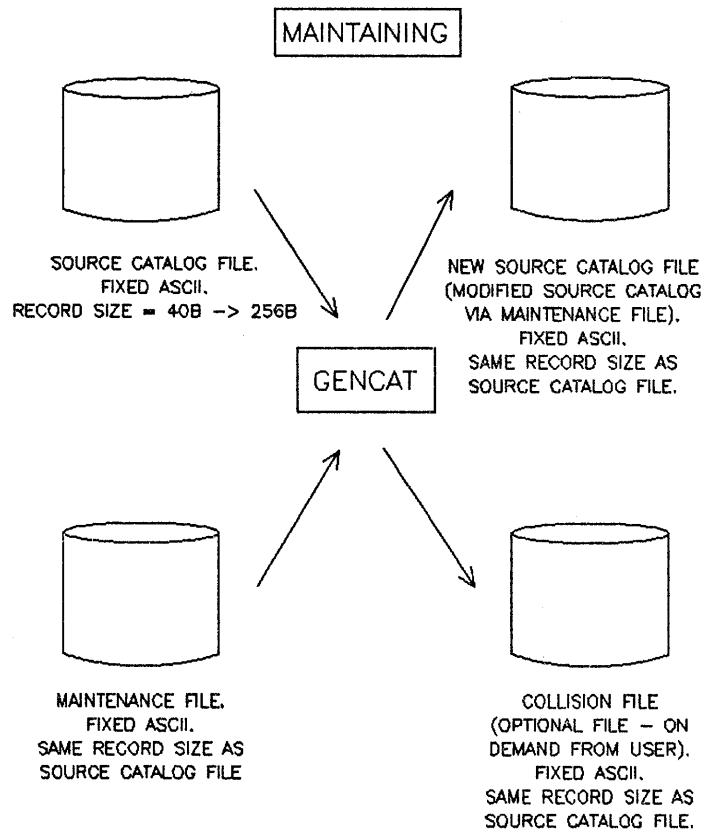 MAINTAINING
SOURCE CATALOG FILE.
FIXED ASCII.
RECORD SIZE = 40B -> 256B
NEW SOURCE CATALOG FILE
(MODIFIED SOURCE CATALOG
VIA MAINTENANCE FILE).
FIXED ASCII.
SAME RECORD SIZE AS
SOURCE CATALOG FILE.
GENCAT
MAINTENANCE FILE.
FIXED ASCII.
SAME RECORD SIZE AS
SOURCE CATALOG FILE
COLLISION FILE
(OPTIONAL FILE – ON
DEMAND FROM USER).
FIXED ASCII.
SAME RECORD SIZE AS
SOURCE CATALOG FILE.